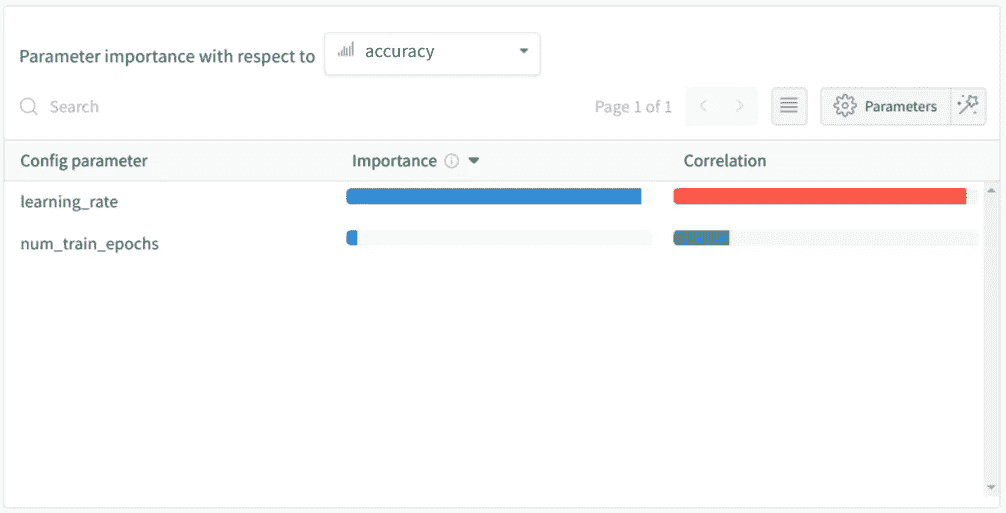 Parameter importance with respect to accuracy
Search Page 1 of 1 Parameters
Config parameter Importance Correlation
learning_rate
num_train_epochs